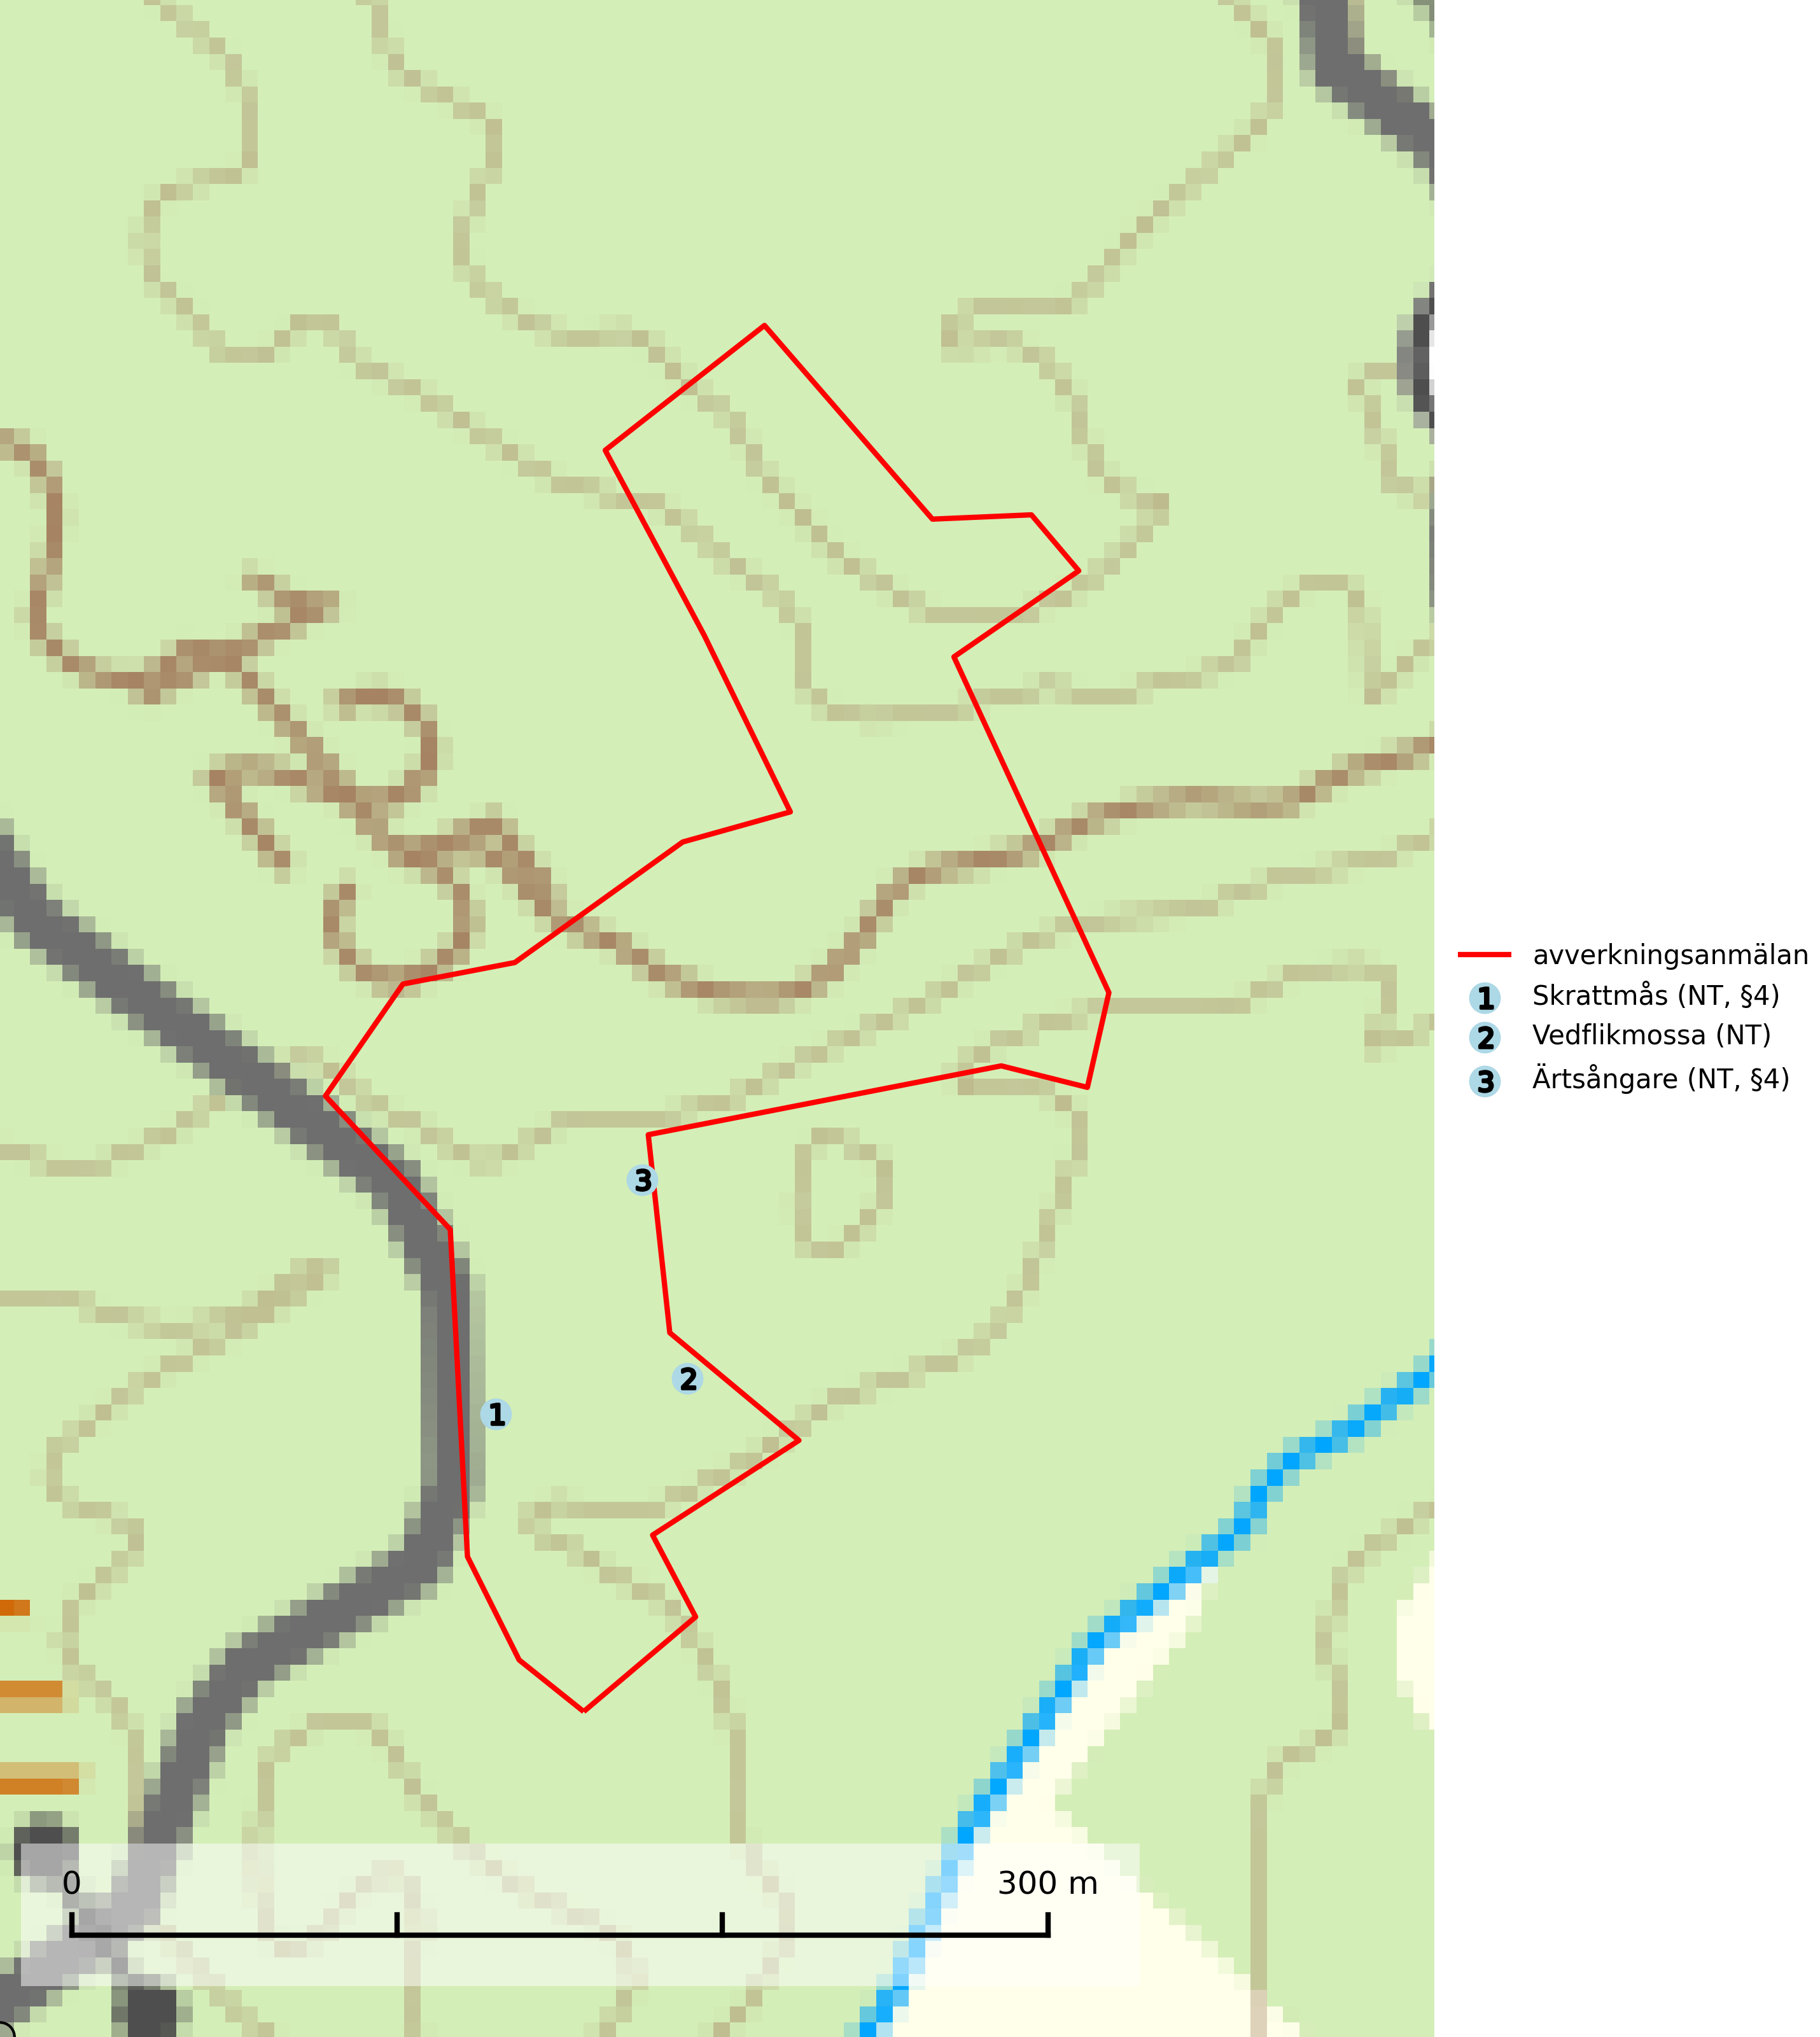 avverkningsanmälan
1 Skrattmås (NT, §4)
2 Vedflikmossa (NT)
3 Ärtsångare (NT, §4)
3
2
1
0 300 m